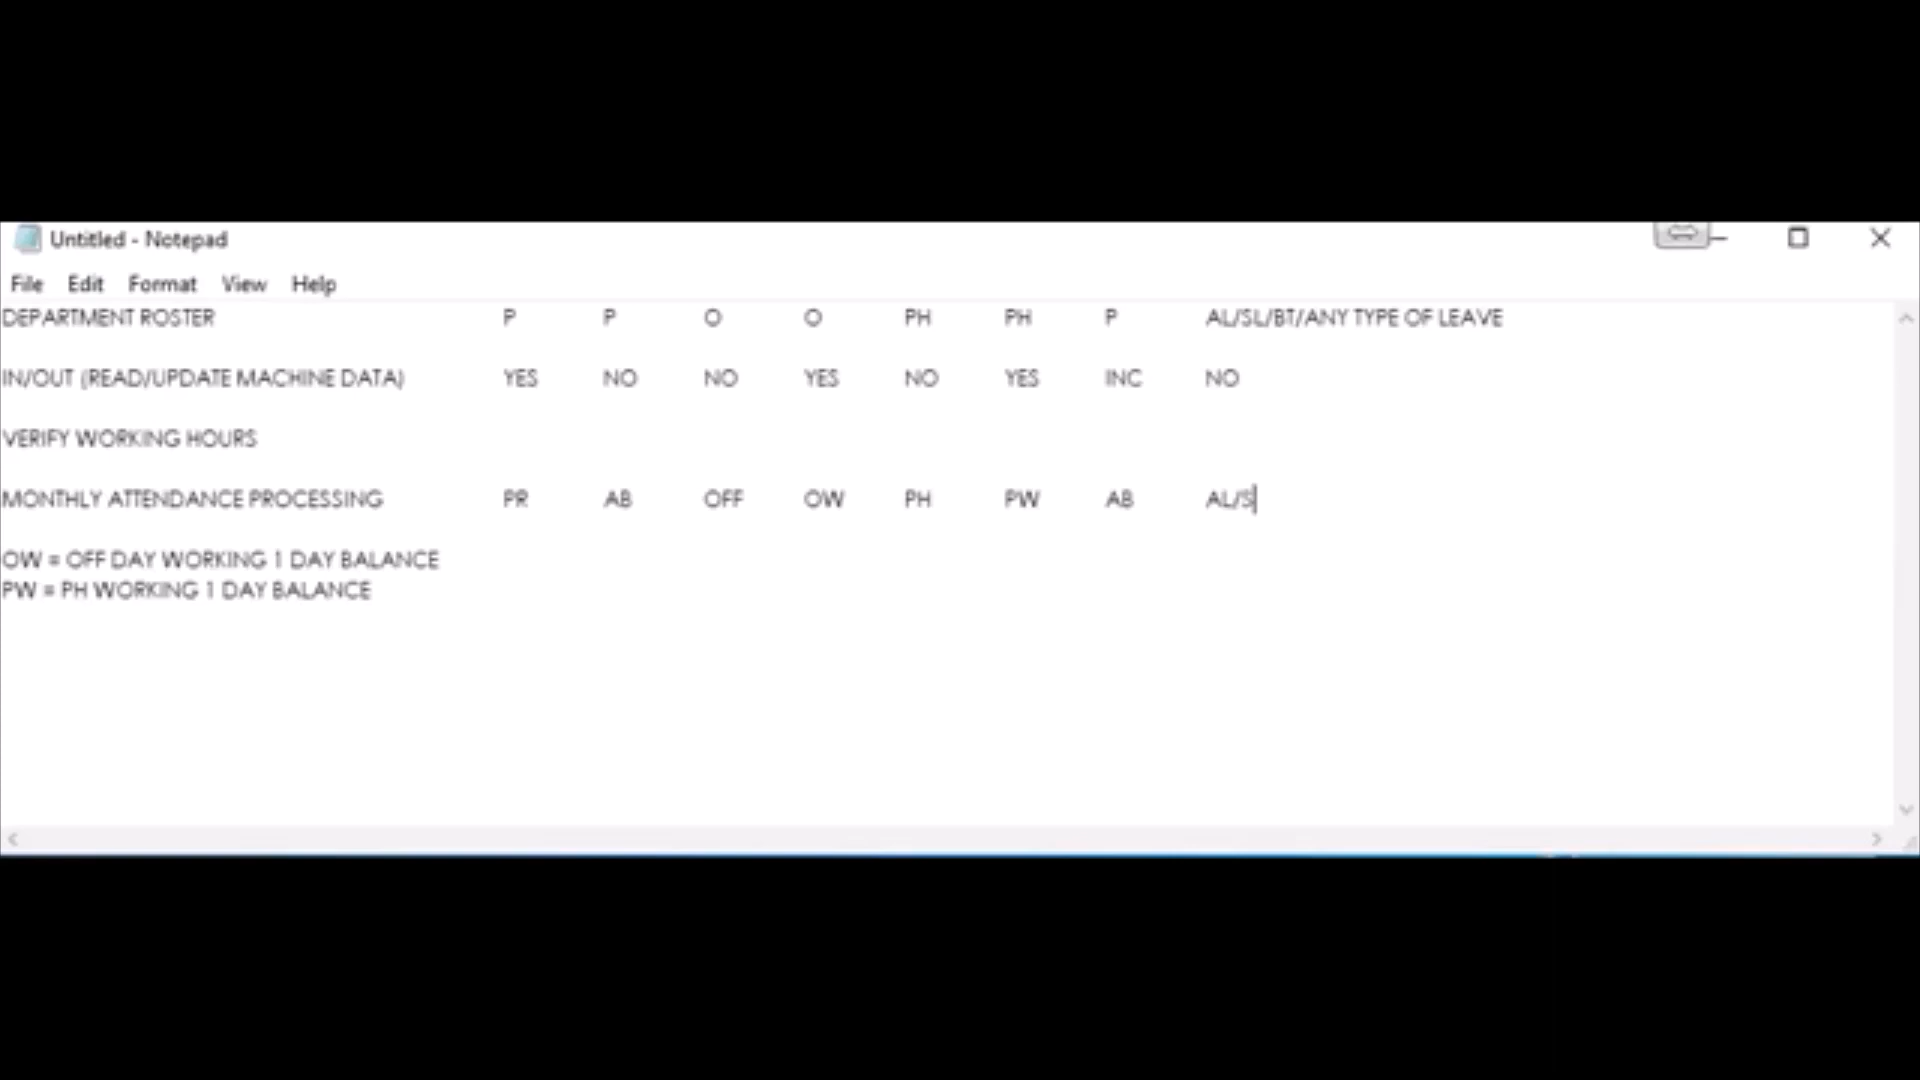 Untitled - Notepad
File Edit Format View Help
DEPARTMENT ROSTER P P O O PH PH P AL/SL/BT/ANY TYPE OF LEAVE
IN/OUT (READ/UPDATE MACHINE DATA) YES NO NO YES NO YES INC NO
VERIFY WORKING HOURS
MONTHLY ATTENDANCE PROCESSING PR AB OFF OW PH PW AB AL/S
OW = OFF DAY WORKING 1 DAY BALANCE
PW = PH WORKING 1 DAY BALANCE